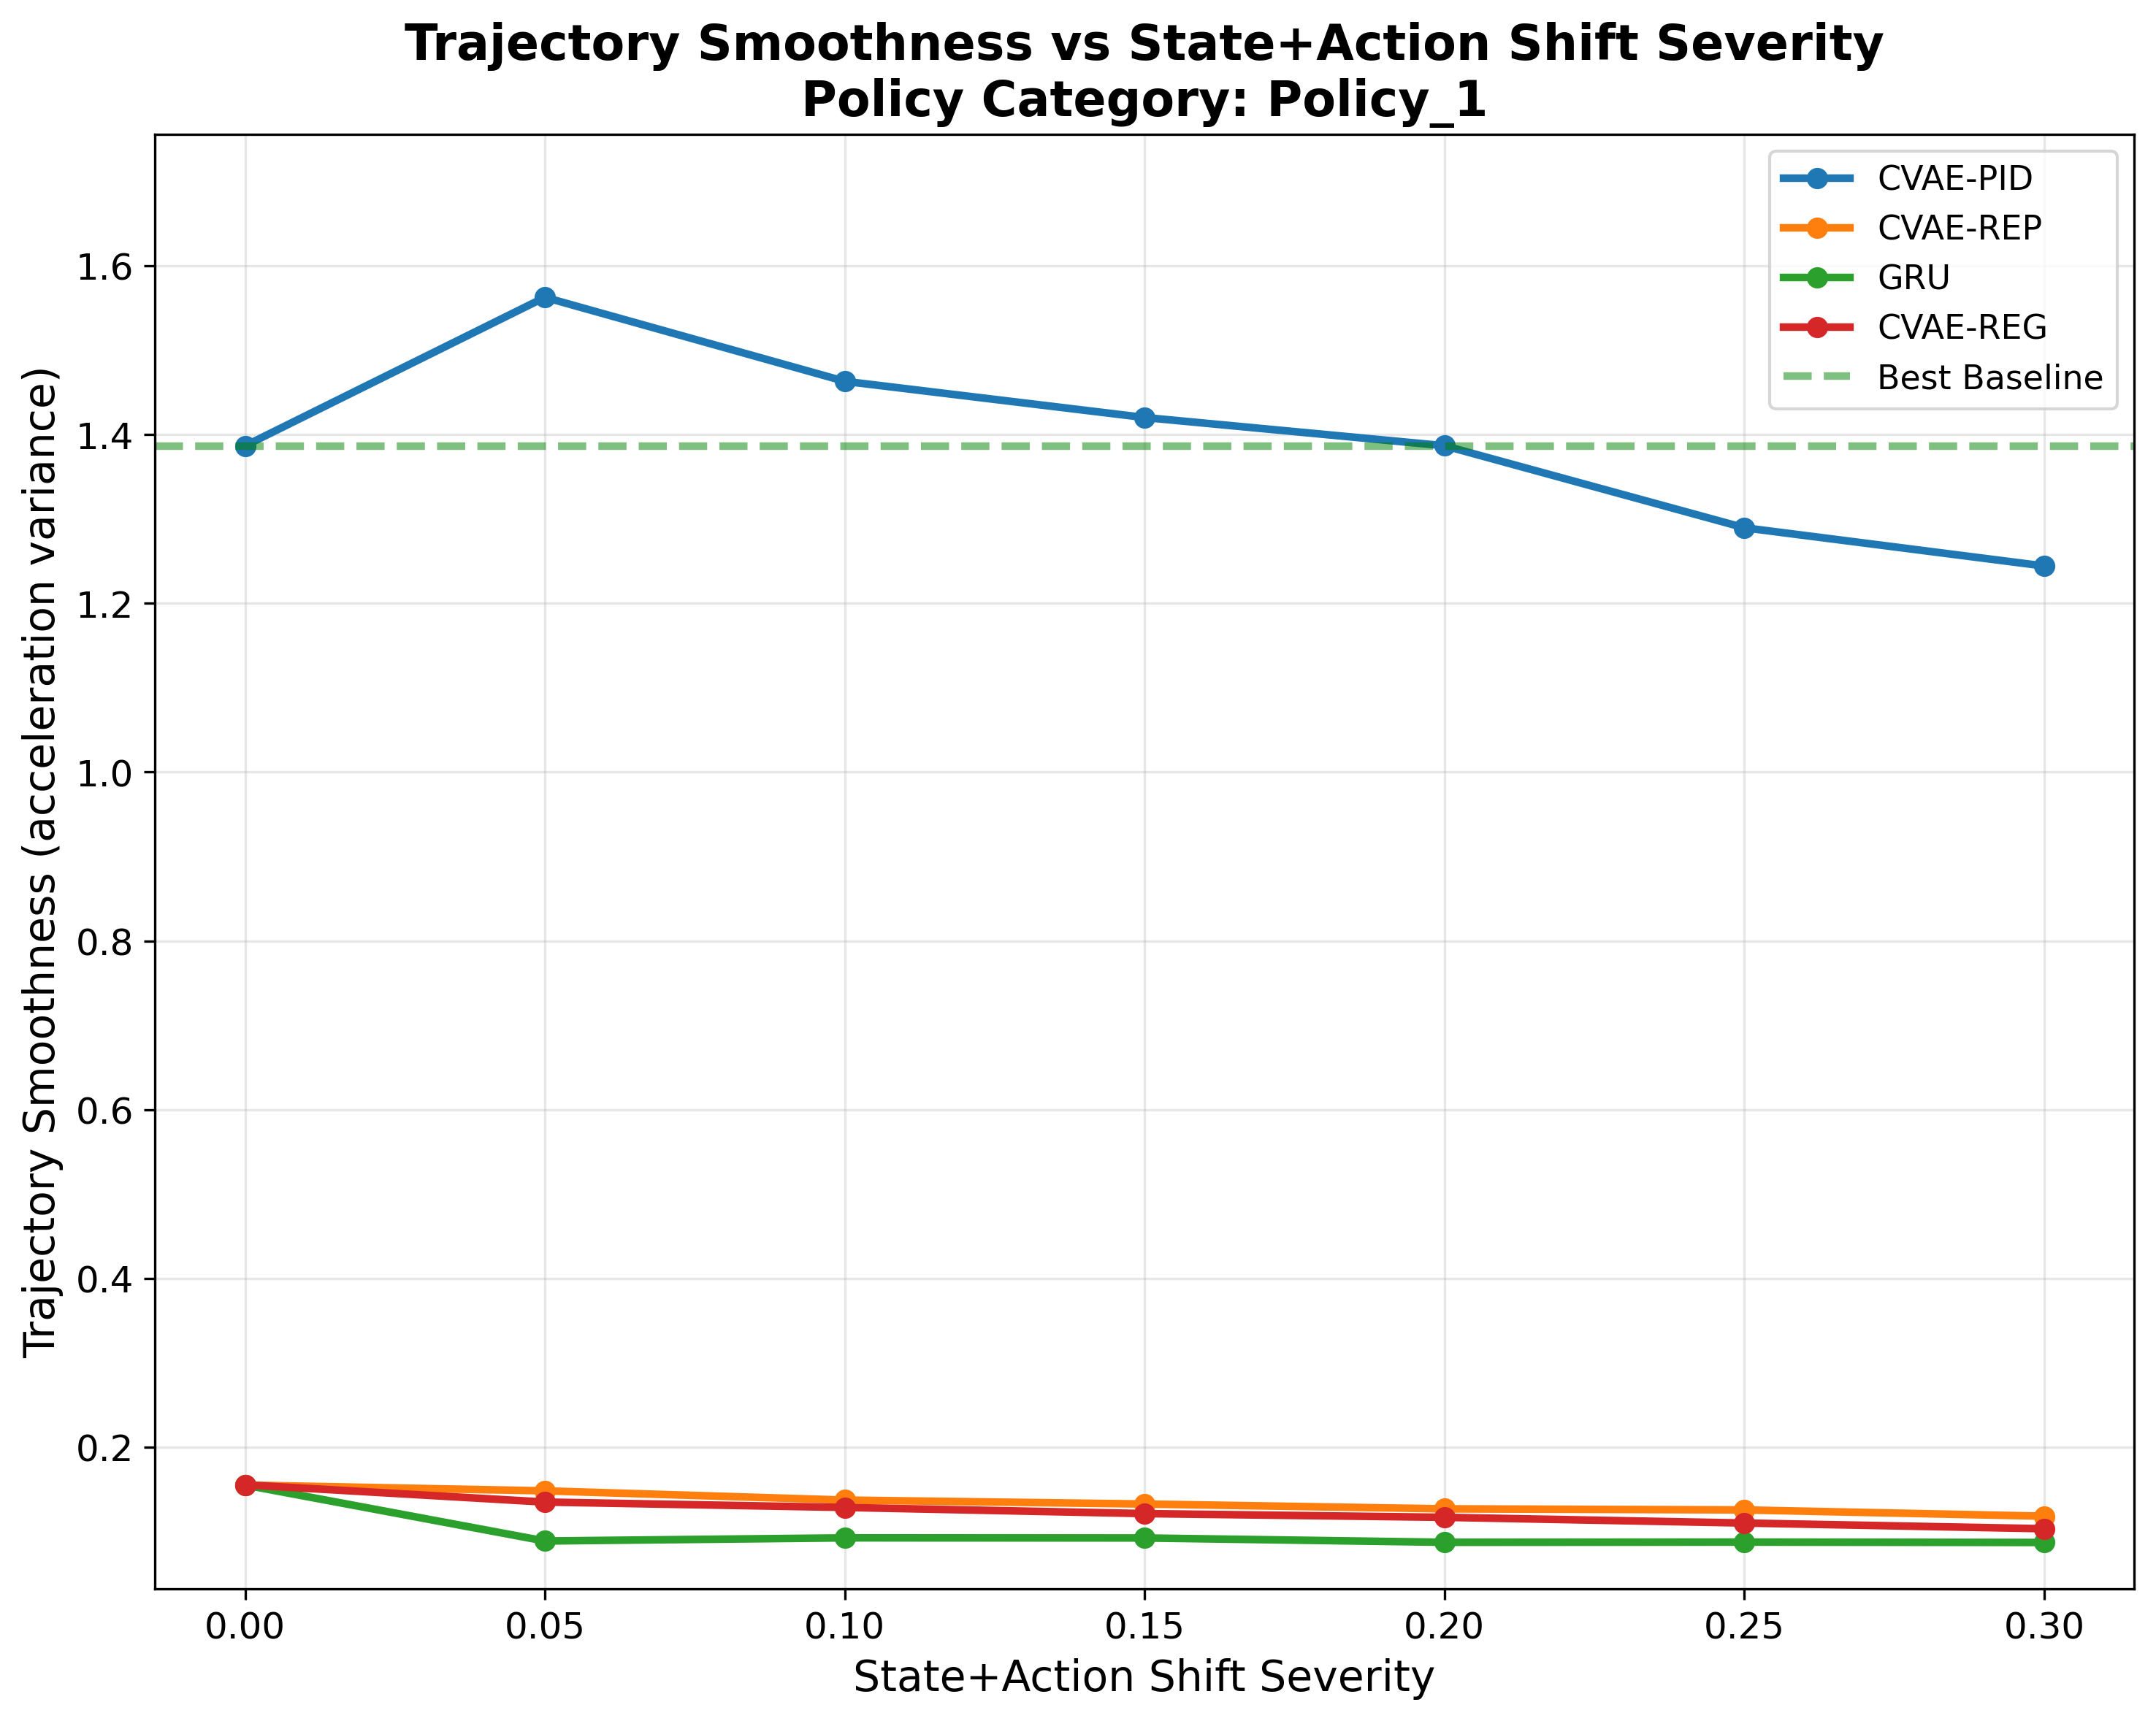 Trajectory Smoothness vs State+Action Shift Severity
Policy Category: Policy_1
Trajectory Smoothness (acceleration variance)
1.6
1.4
1.2
1.0
0.8
0.6
0.4
0.2
CVAE-PID
CVAE-REP
GRU
CVAE-REG
Best Baseline
0.00 0.05 0.10 0.15 0.20 0.25 0.30
State+Action Shift Severity